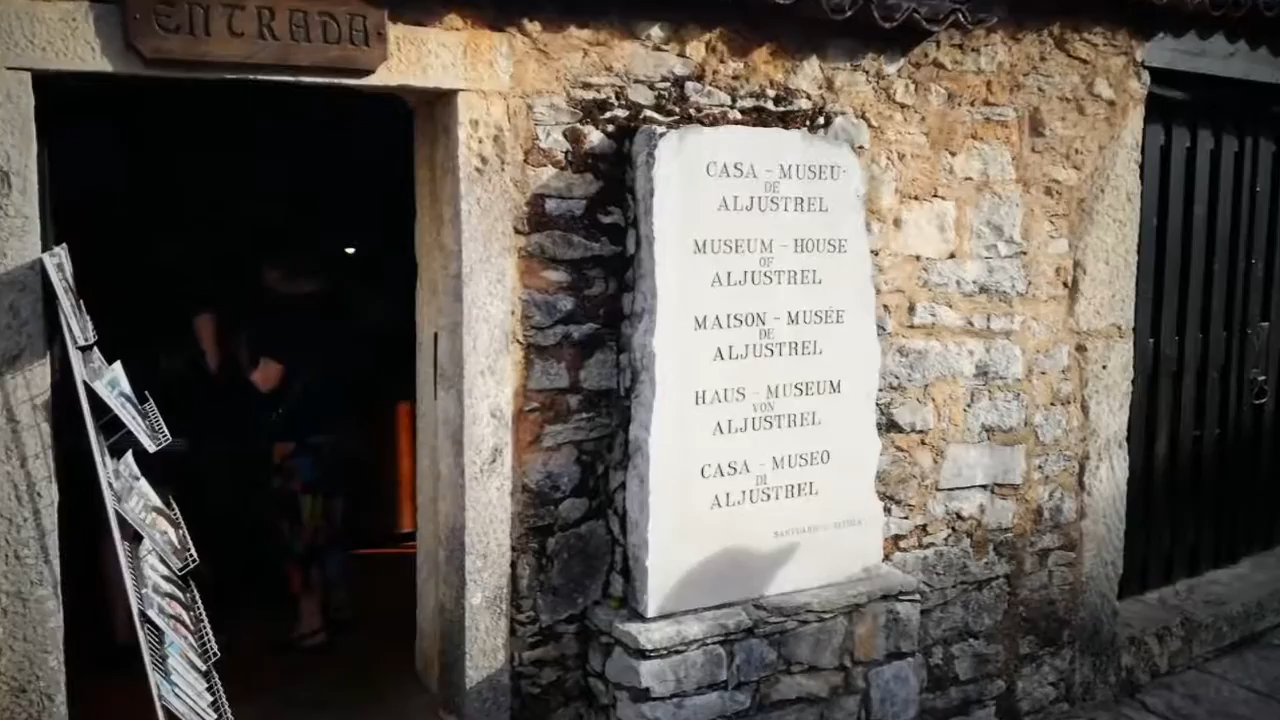 ENTRADA
CASA - MUSEU
DE
ALJUSTREL
MUSEUM - HOUSE
OF
ALJUSTREL
MAISON - MUSÉE
DE
ALJUSTREL
HAUS - MUSEUM
VON
ALJUSTREL
CASA - MUSEO
DI
ALJUSTREL